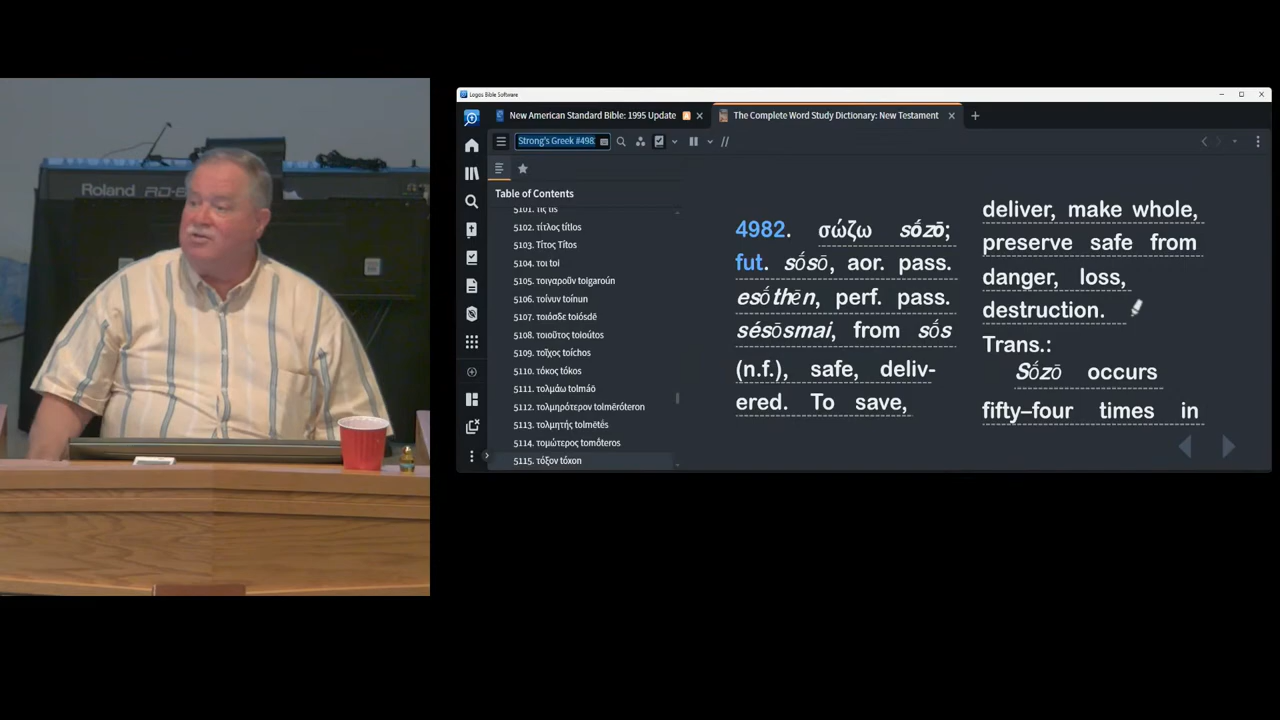 Roland RD-
Logos Bible Software
New American Standard Bible: 1995 Update
The Complete Word Study Dictionary: New Testament
Strong's Greek #498
Table of Contents
5101. τις tis
5102. τίτλος títlos
5103. Τίτος Títos
5104. τοι toi
5105. τοιγαροῦν toigaroún
5106. τοίνυν toínun
5107. τοιόσδε toiósdē
5108. τοιοῦτος toioútos
5109. τοῖχος toíchos
5110. τόκος tókos
5111. τολμάω tolmáō
5112. τολμηρότερον tolmēróteron
5113. τολμητής tolmētḗs
5114. τομώτερος tomṓteros
5115. τόξον tóxon
4982. σώζω sṓzō;
fut. sṓsō, aor. pass.
esṓthēn, perf. pass.
sésōsmai, from sṓs
(n.f.), safe, deliv-
ered. To save,
deliver, make whole,
preserve safe from
danger, loss,
destruction.
Trans.:
Sṓzō occurs
fifty–four times in